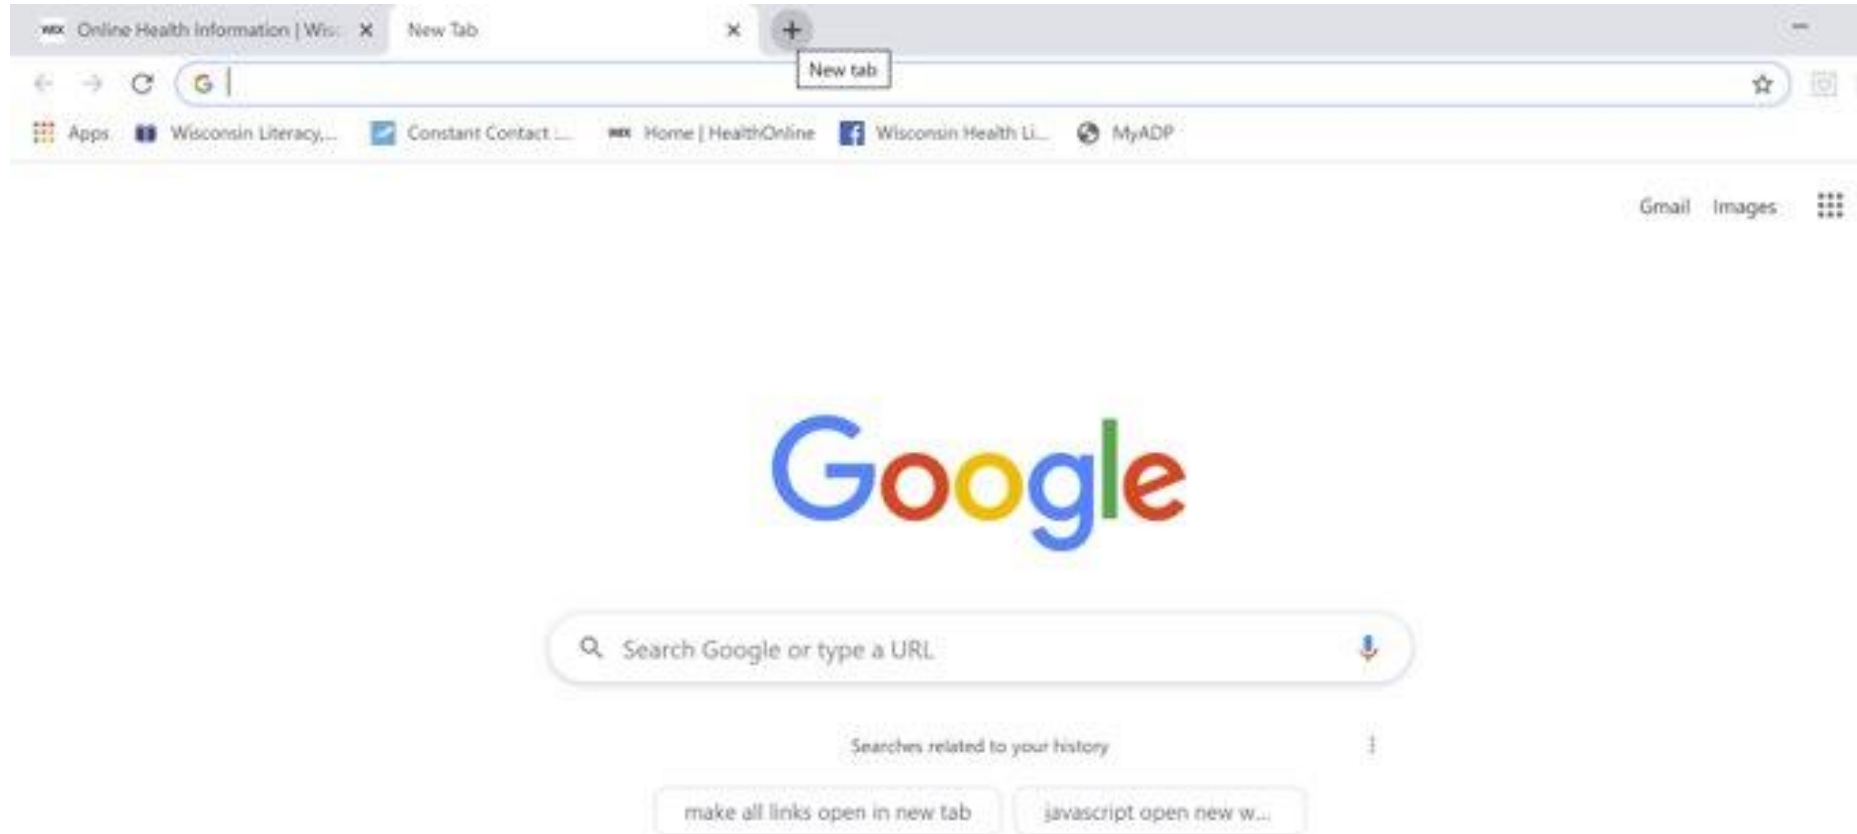 WIX Online Health Information | Wis New Tab
New tab
Apps Wisconsin Literacy,... Constant Contact :... WIX Home | HealthOnline Wisconsin Health Li... MyADP
Gmail Images
Google
Search Google or type a URL
Searches related to your history
make all links open in new tab javascript open new w...